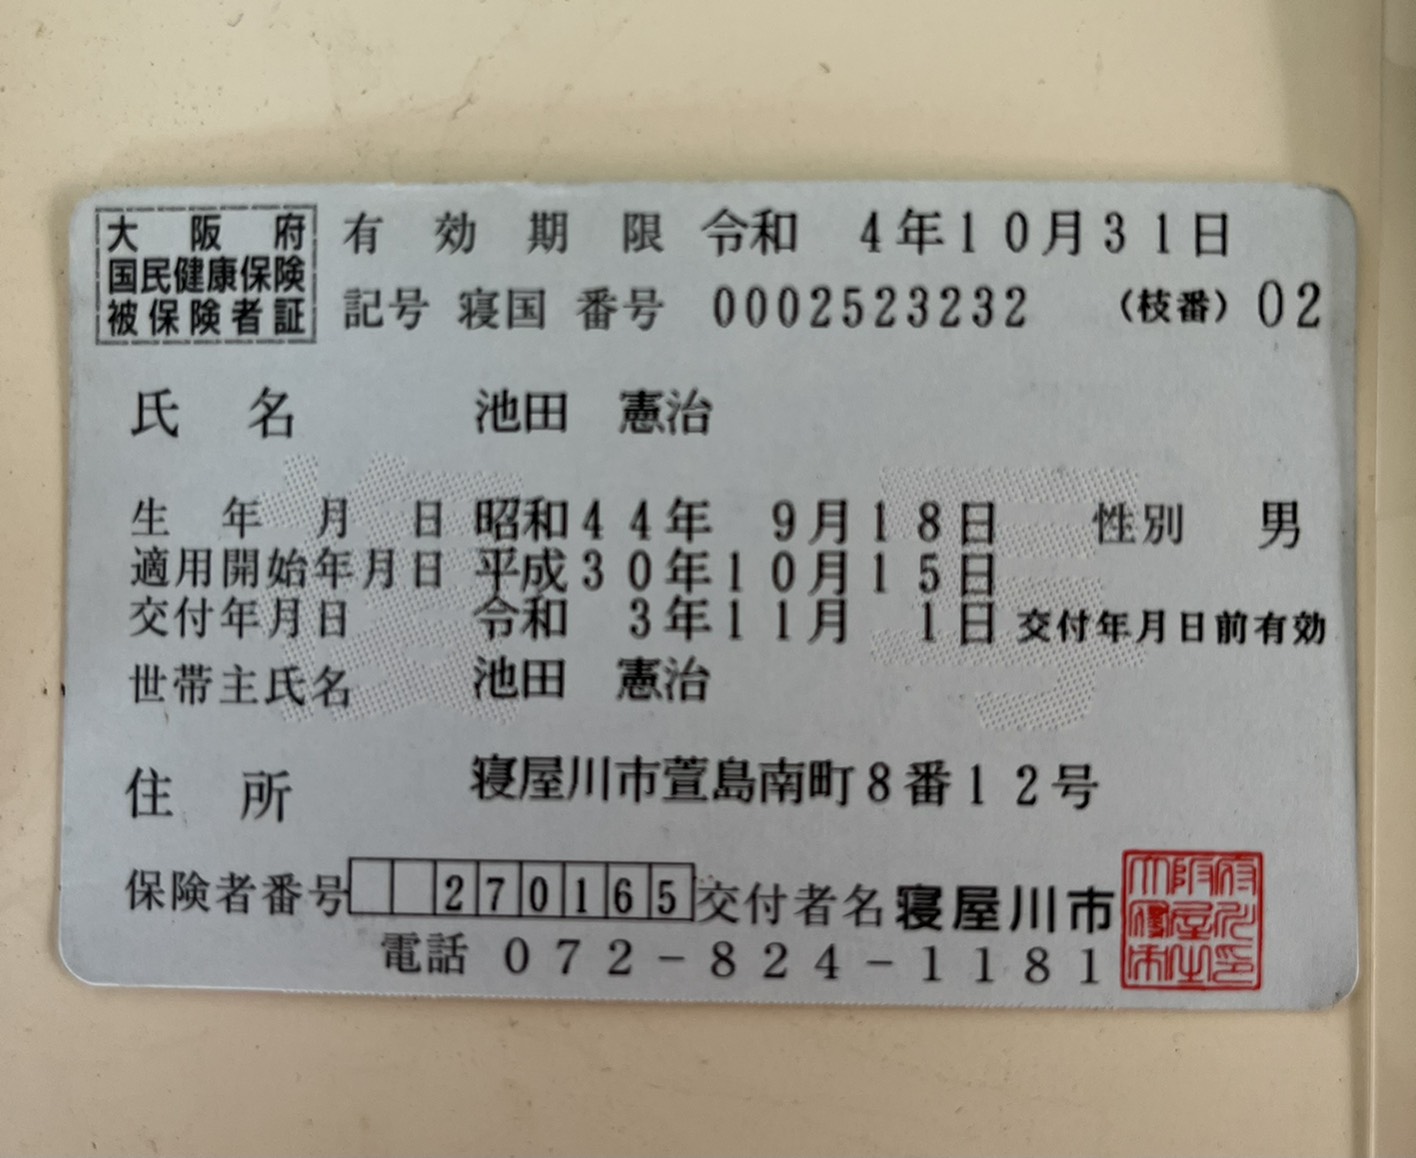 大阪府
国民健康保険
被保険者証
有効期限 令和 4年10月31日
記号 寝国 番号 0002523232 (枝番) 02
氏名 池田 憲治
生年月日 昭和44年 9月18日 性別 男
適用開始年月日 平成30年10月15日
交付年月日 令和 3年11月 1日 交付年月日前有効
世帯主氏名 池田 憲治
住所 寝屋川市萱島南町8番12号
保険者番号 270165 交付者名 寝屋川市
電話 072-824-1181